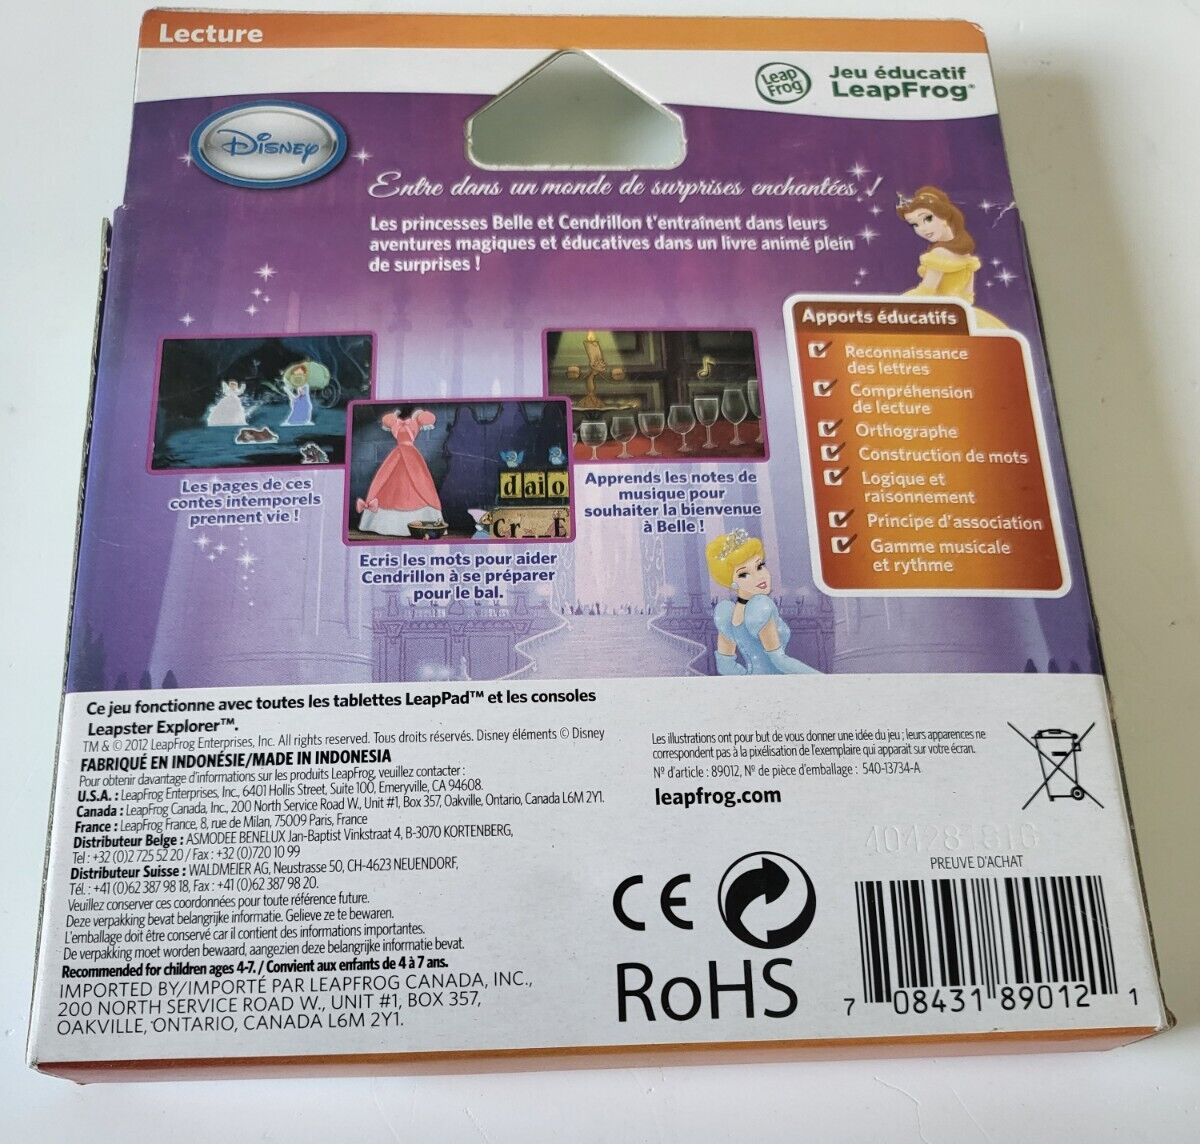 Lecture
Leap
Frog
Jeu éducatif
LeapFrog®
Disney
Entre dans un monde de surprises enchantées !
Les princesses Belle et Cendrillon t'entraînent dans leurs
aventures magiques et éducatives dans un livre animé plein
de surprises !
Apports éducatifs
Reconnaissance
des lettres
Compréhension
de lecture
Orthographe
Construction de mots
Logique et
raisonnement
Principe d'association
Gamme musicale
et rythme
Les pages de ces
contes intemporels
prennent vie !
d a i o
Cr__E
Ecris les mots pour aider
Cendrillon à se préparer
pour le bal.
Apprends les notes de
musique pour
souhaiter la bienvenue
à Belle !
Ce jeu fonctionne avec toutes les tablettes LeapPad™ et les consoles
Leapster Explorer™.
TM & © 2012 LeapFrog Enterprises, Inc. All rights reserved. Tous droits réservés. Disney éléments © Disney
FABRIQUÉ EN INDONÉSIE/MADE IN INDONESIA
Pour obtenir davantage d'informations sur les produits LeapFrog, veuillez contacter :
U.S.A. : LeapFrog Enterprises, Inc., 6401 Hollis Street, Suite 100, Emeryville, CA 94608.
Canada : LeapFrog Canada, Inc., 200 North Service Road W., Unit #1, Box 357, Oakville, Ontario, Canada L6M 2Y1.
France : LeapFrog France, 8, rue de Milan, 75009 Paris, France
Distributeur Belge : ASMODEE BENELUX Jan-Baptist Vinkstraat 4, B-3070 KORTENBERG,
Tel : +32 (0)2 725 52 20 / Fax : +32 (0)720 10 99
Distributeur Suisse : WALDMEIER AG, Neustrasse 50, CH-4623 NEUENDORF,
Tél. : +41 (0)62 387 98 18, Fax : +41 (0)62 387 98 20.
Veuillez conserver ces coordonnées pour toute référence future.
Deze verpakking bevat belangrijke informatie. Gelieve ze te bewaren.
L'emballage doit être conservé car il contient des informations importantes.
De verpakking moet worden bewaard, aangezien deze belangrijke informatie bevat.
Recommended for children ages 4-7. / Convient aux enfants de 4 à 7 ans.
IMPORTED BY/IMPORTÉ PAR LEAPFROG CANADA, INC.,
200 NORTH SERVICE ROAD W., UNIT #1, BOX 357,
OAKVILLE, ONTARIO, CANADA L6M 2Y1.
Les illustrations ont pour but de vous donner une idée du jeu ; leurs apparences ne
correspondent pas à la pixélisation de l'exemplaire qui apparait sur votre écran.
Nº d'article : 89012, Nº de pièce d'emballage : 540-13734-A
leapfrog.com
PREUVE D'ACHAT
CE
RoHS
7 08431 89012 1